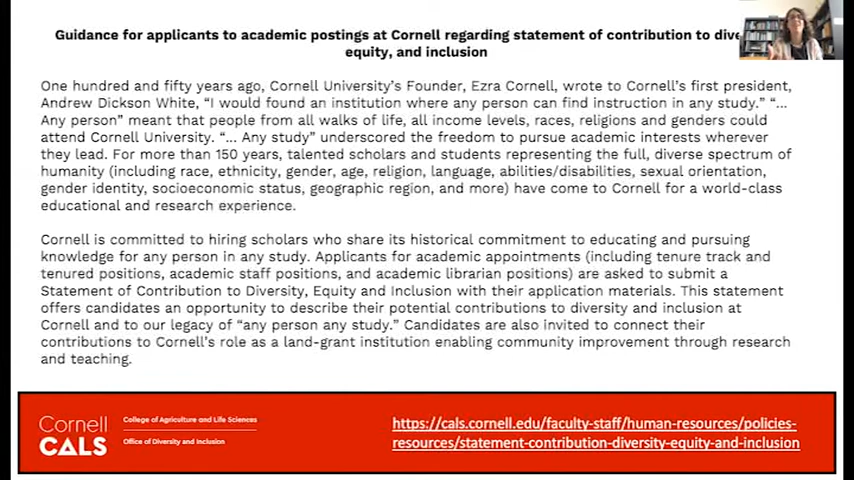 Guidance for applicants to academic postings at Cornell regarding statement of contribution to
equity, and inclusion
One hundred and fifty years ago, Cornell University's Founder, Ezra Cornell, wrote to Cornell's first president,
Andrew Dickson White, “I would found an institution where any person can find instruction in any study.” “...
Any person” meant that people from all walks of life, all income levels, races, religions and genders could
attend Cornell University. “... Any study” underscored the freedom to pursue academic interests wherever
they lead. For more than 150 years, talented scholars and students representing the full, diverse spectrum of
humanity (including race, ethnicity, gender, age, religion, language, abilities/disabilities, sexual orientation,
gender identity, socioeconomic status, geographic region, and more) have come to Cornell for a world-class
educational and research experience.
Cornell is committed to hiring scholars who share its historical commitment to educating and pursuing
knowledge for any person in any study. Applicants for academic appointments (including tenure track and
tenured positions, academic staff positions, and academic librarian positions) are asked to submit a
Statement of Contribution to Diversity, Equity and Inclusion with their application materials. This statement
offers candidates an opportunity to describe their potential contributions to diversity and inclusion at
Cornell and to our legacy of “any person any study.” Candidates are also invited to connect their
contributions to Cornell's role as a land-grant institution enabling community improvement through research
and teaching.
Cornell
CALS
College of Agriculture and Life Sciences
Office of Diversity and Inclusion
https://cals.cornell.edu/faculty-staff/human-resources/policies-
resources/statement-contribution-diversity-equity-and-inclusion